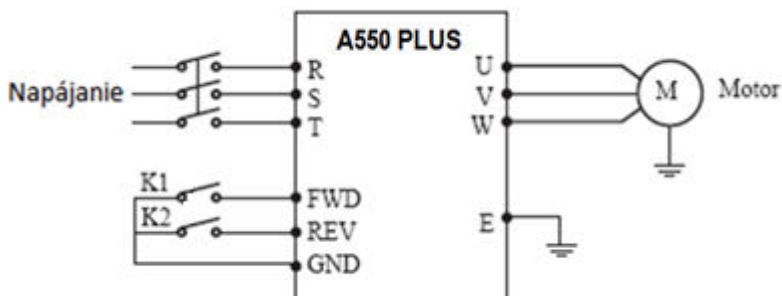 A550 PLUS
R U
Napájanie S V M Motor
T W
K1 FWD
K2 REV E
GND